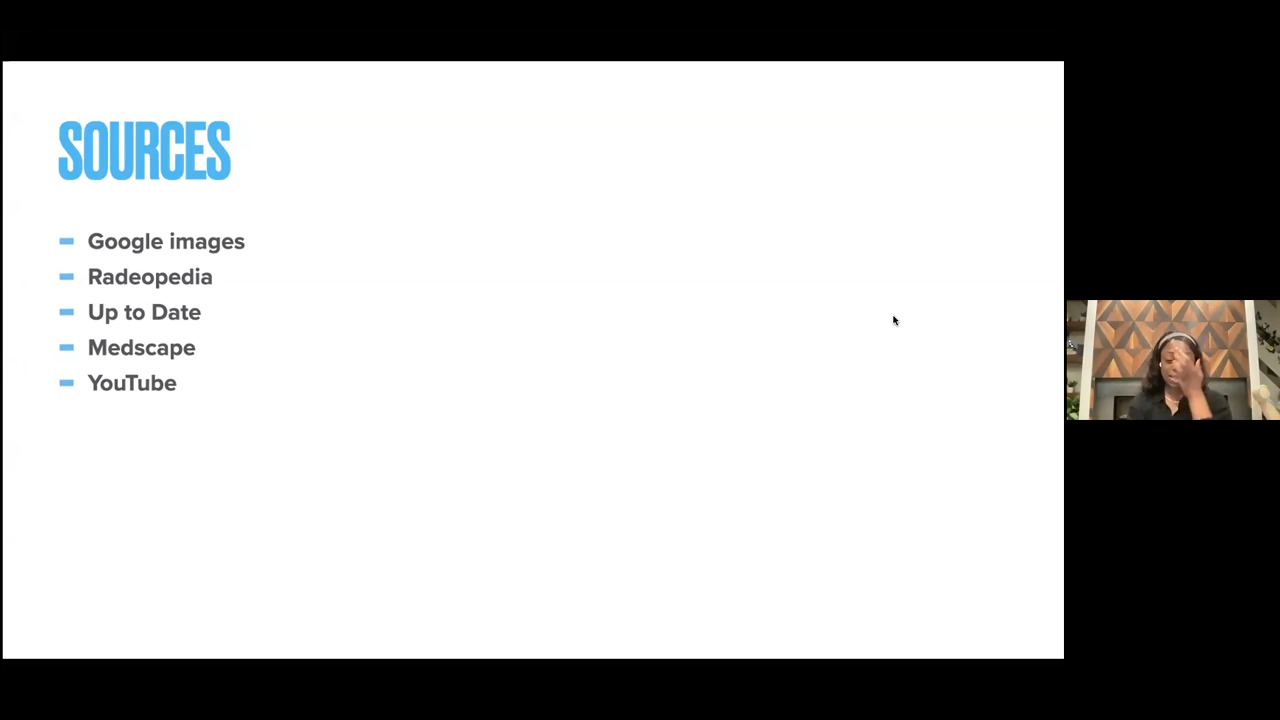 SOURCES
Google images
Radeopedia
Up to Date
Medscape
YouTube